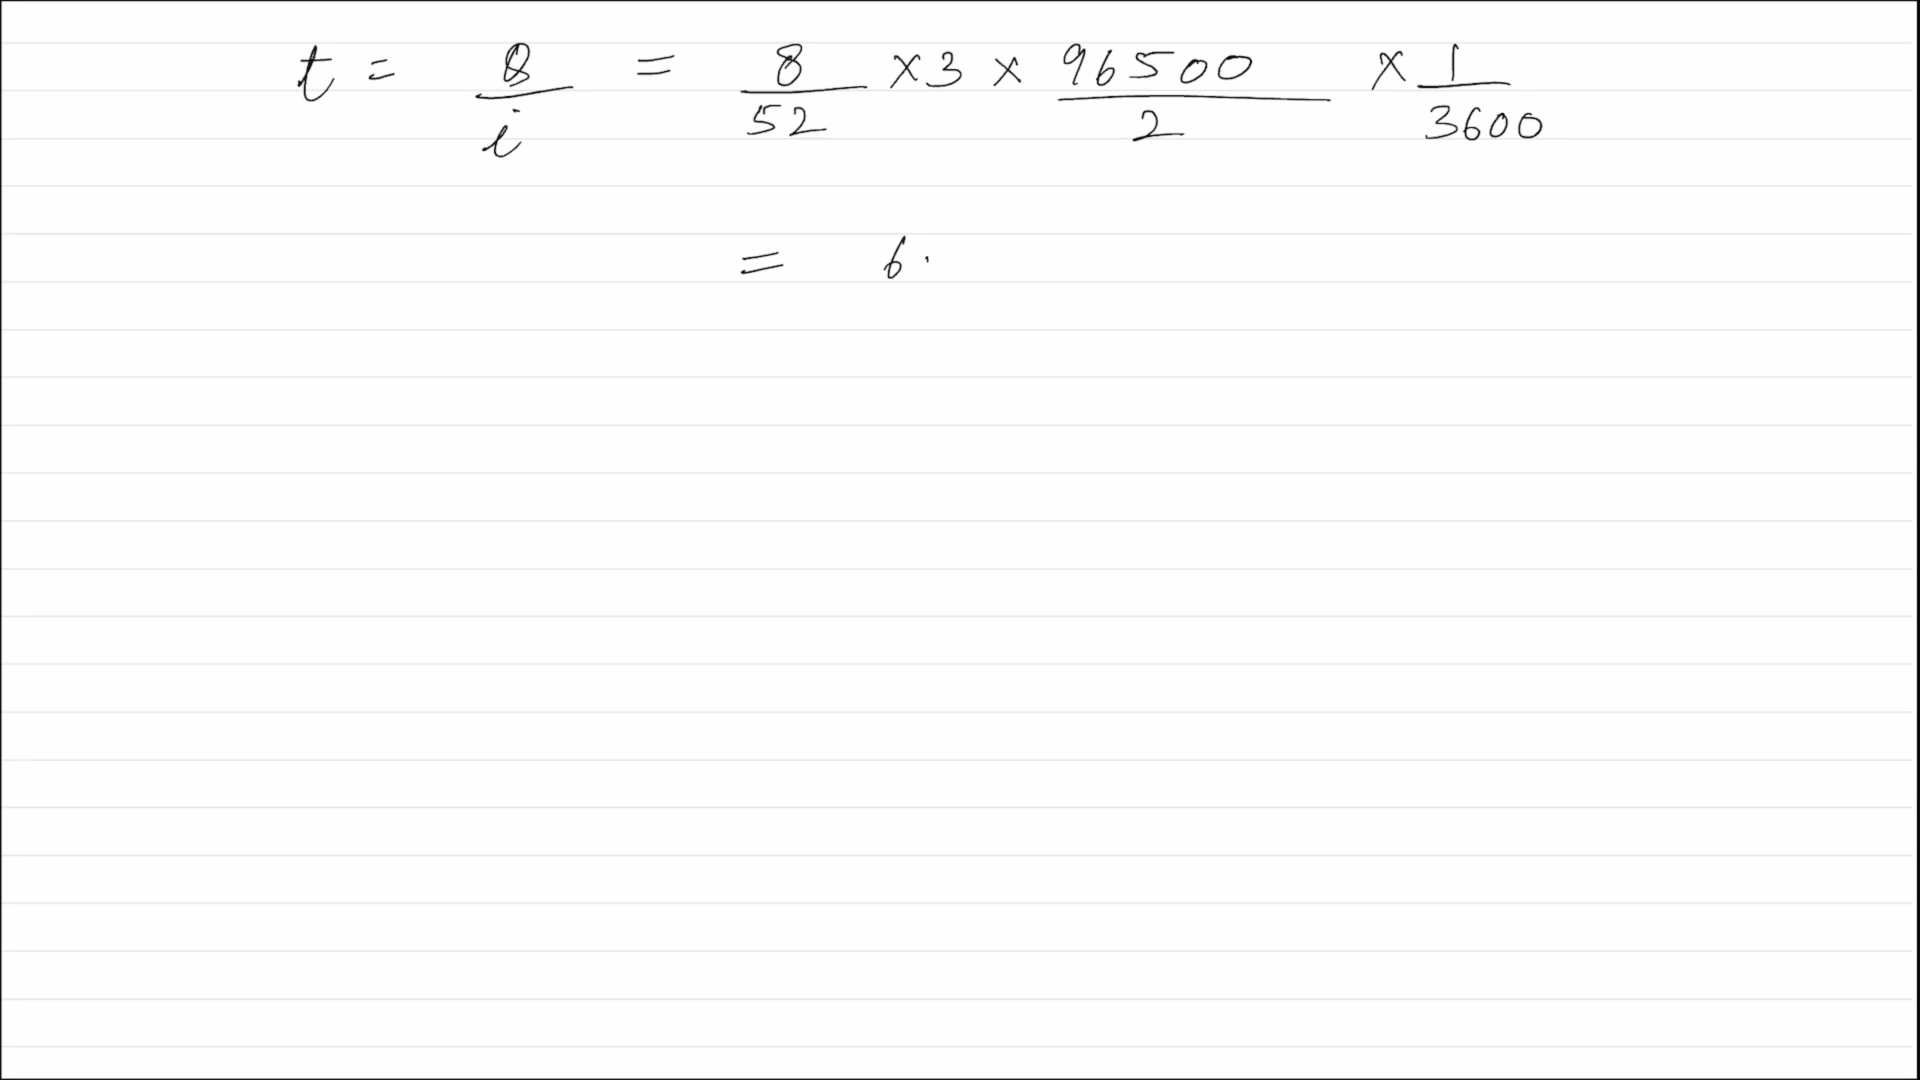 t = Q/i = 8/52 × 3 × 96500/2 × 1/3600
= 6.